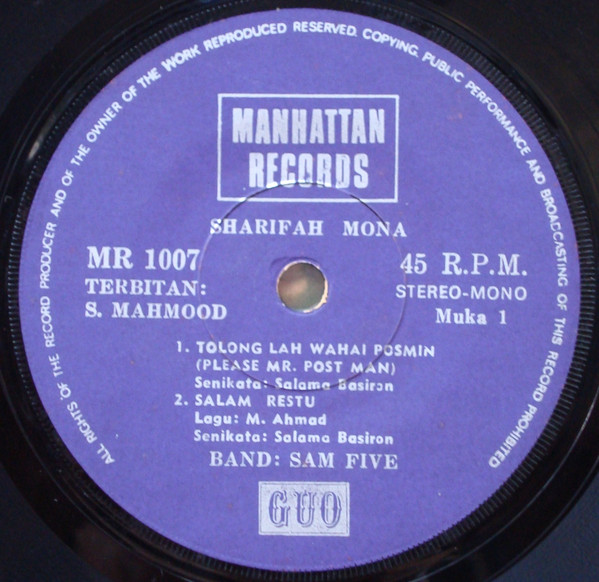 ALL RIGHTS OF THE RECORD PRODUCER AND OF THE OWNER OF THE WORK REPRODUCED RESERVED. COPYING, PUBLIC PERFORMANCE AND BROADCASTING OF THIS RECORD PROHIBITED
MANHATTAN
RECORDS
SHARIFAH MONA
MR 1007
45 R.P.M.
TERBITAN:
STEREO-MONO
S. MAHMOOD
Muka 1
1. TOLONG LAH WAHAI POSMIN
(PLEASE MR. POST MAN)
Senikata: Salama Basiron
2. SALAM RESTU
Lagu: M. Ahmad
Senikata: Salama Basiron
BAND: SAM FIVE
GUO